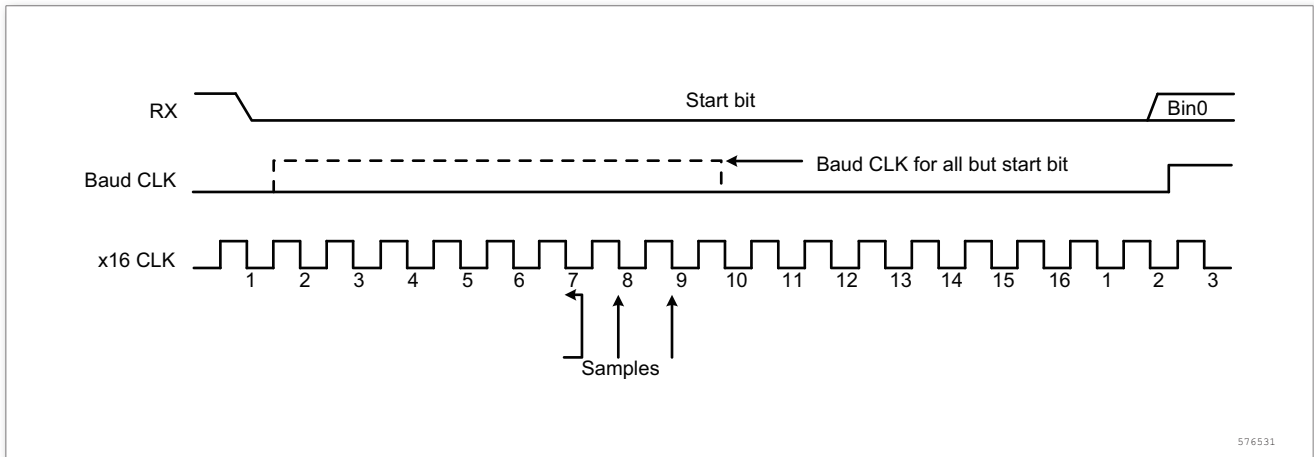 Start bit
RX
Bin0
Baud CLK for all but start bit
Baud CLK
x16 CLK
1 2 3 4 5 6 7 8 9 10 11 12 13 14 15 16 1 2 3
Samples
576531